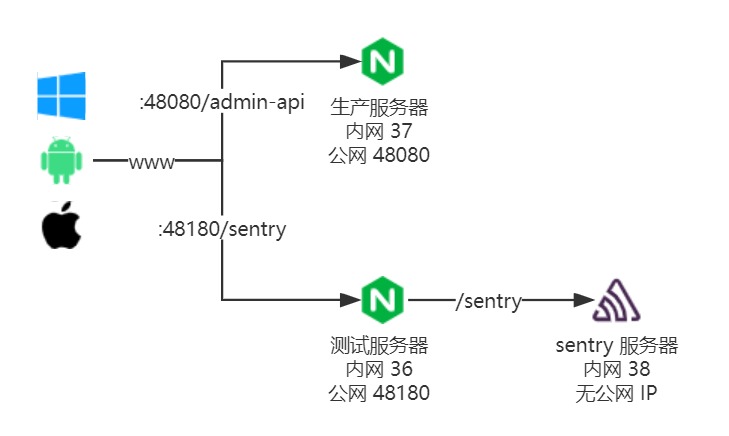 :48080/admin-api
生产服务器
内网 37
公网 48080
www
:48180/sentry
/sentry
测试服务器
内网 36
公网 48180
sentry 服务器
内网 38
无公网 IP